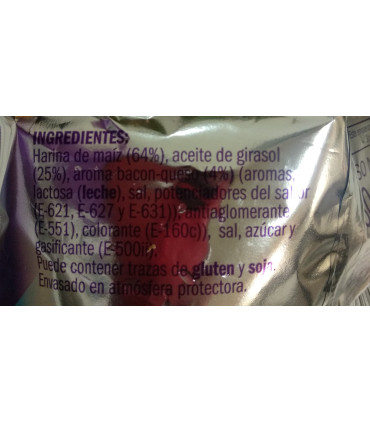 INGREDIENTES:
Harina de maíz (64%), aceite de girasol
(25%), aroma bacon-queso (4%) (aromas,
lactosa (leche), sal, potenciadores del sabor
(E-621, E-627 y E-631)), antiaglomerante
(E-551), colorante (E-160c)), sal, azúcar y
gasificante (E-500ii).
Puede contener trazas de gluten y soja.
Envasado en atmósfera protectora.